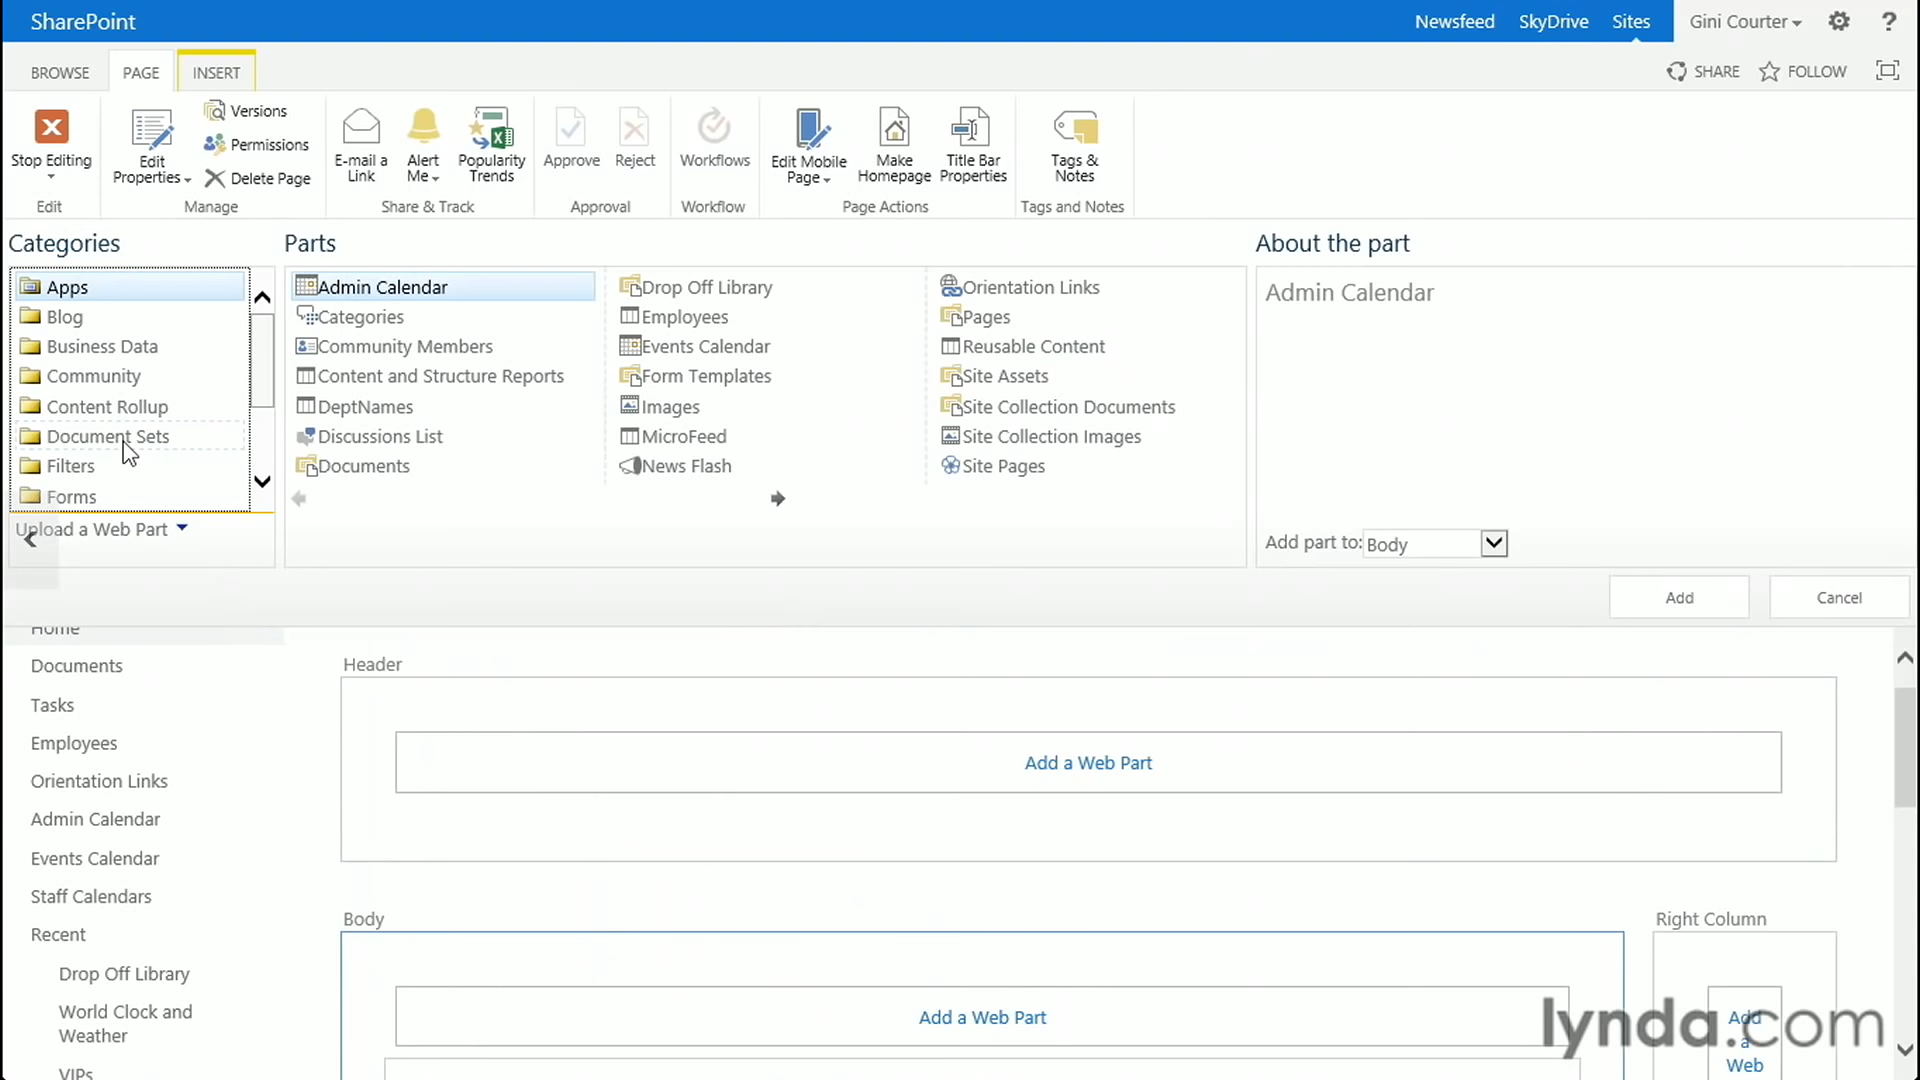 SharePoint
Newsfeed SkyDrive Sites Gini Courter ?
BROWSE PAGE INSERT
SHARE FOLLOW
Stop Editing
Edit
Edit
Properties
Versions
Permissions
Delete Page
Manage
E-mail a
Link
Alert
Me
Popularity
Trends
Share & Track
Approve
Reject
Approval
Workflows
Workflow
Edit Mobile
Page
Make
Homepage
Title Bar
Properties
Page Actions
Tags &
Notes
Tags and Notes
Categories
Apps
Blog
Business Data
Community
Content Rollup
Document Sets
Filters
Forms
Upload a Web Part
Parts
Admin Calendar
Categories
Community Members
Content and Structure Reports
DeptNames
Discussions List
Documents
Drop Off Library
Employees
Events Calendar
Form Templates
Images
MicroFeed
News Flash
Orientation Links
Pages
Reusable Content
Site Assets
Site Collection Documents
Site Collection Images
Site Pages
About the part
Admin Calendar
Add part to: Body
Add Cancel
Home
Documents
Tasks
Employees
Orientation Links
Admin Calendar
Events Calendar
Staff Calendars
Recent
Drop Off Library
World Clock and
Weather
VIPs
Header
Add a Web Part
Body
Add a Web Part
Right Column
Add
a
Web
lynda.com